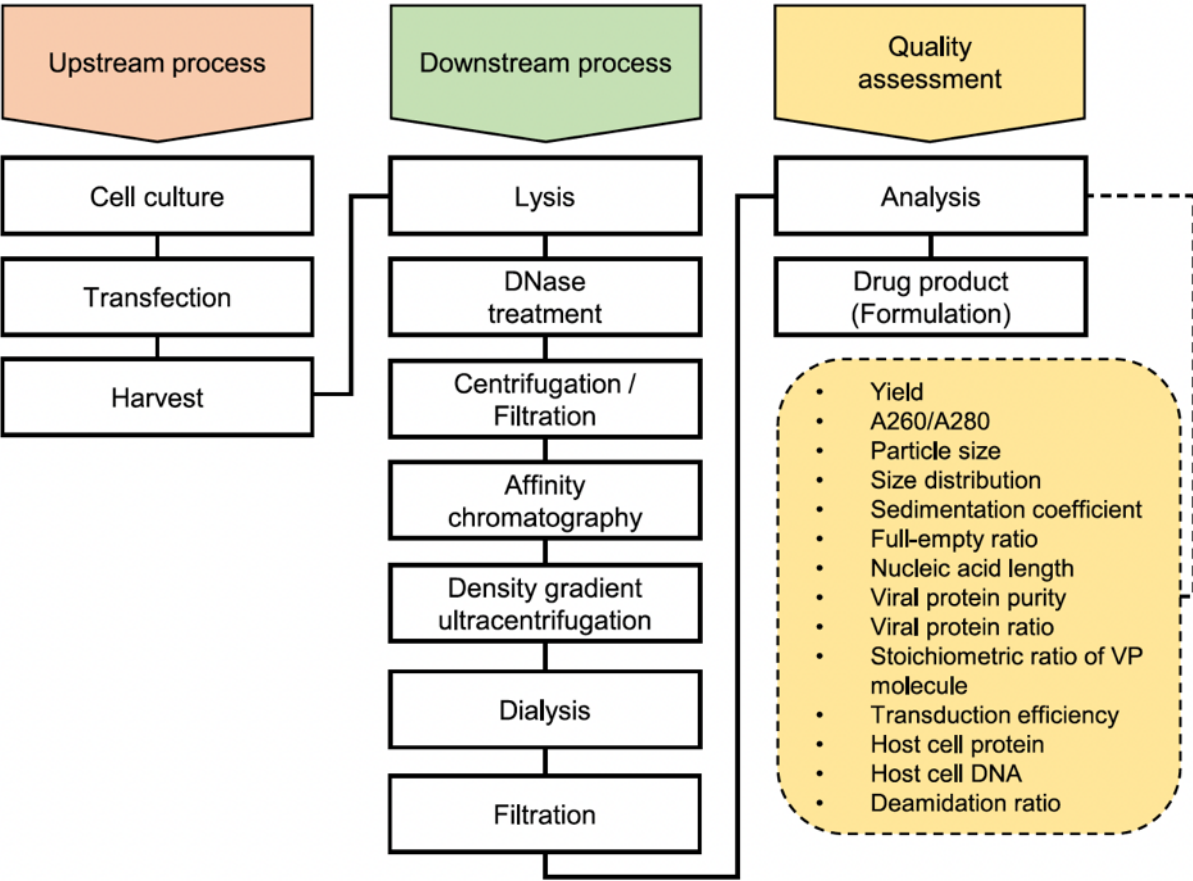 Upstream process
Cell culture
Transfection
Harvest
Downstream process
Lysis
DNase
treatment
Centrifugation /
Filtration
Affinity
chromatography
Density gradient
ultracentrifugation
Dialysis
Filtration
Quality
assessment
Analysis
Drug product
(Formulation)
• Yield
• A260/A280
• Particle size
• Size distribution
• Sedimentation coefficient
• Full-empty ratio
• Nucleic acid length
• Viral protein purity
• Viral protein ratio
• Stoichiometric ratio of VP
molecule
• Transduction efficiency
• Host cell protein
• Host cell DNA
• Deamidation ratio